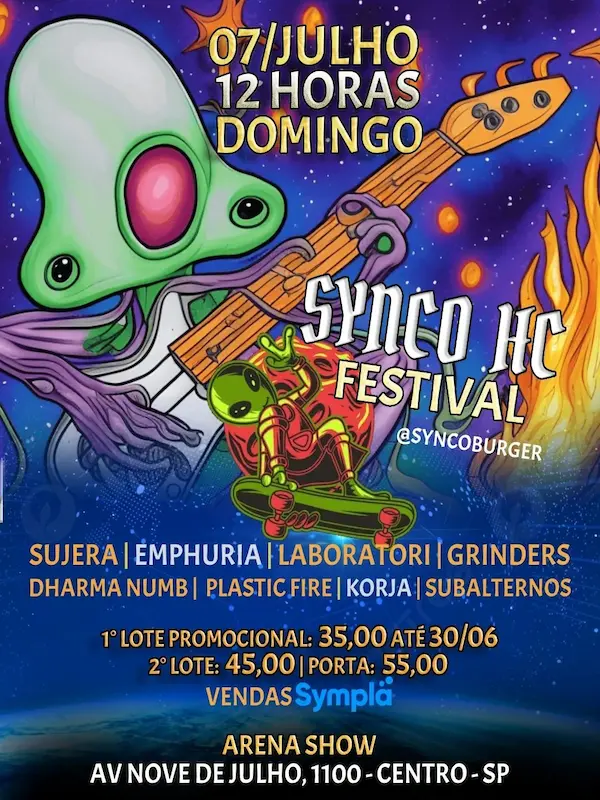 07/JULHO
12 HORAS
DOMINGO
SYNCO HC
FESTIVAL
@SYNCOBURGER
SUJERA | EMPHURIA | LABORATORI | GRINDERS
DHARMA NUMB | PLASTIC FIRE | KORJA | SUBALTERNOS
1° LOTE PROMOCIONAL: 35,00 ATÉ 30/06
2° LOTE: 45,00 | PORTA: 55,00
VENDAS Symplä
ARENA SHOW
AV NOVE DE JULHO, 1100 - CENTRO - SP